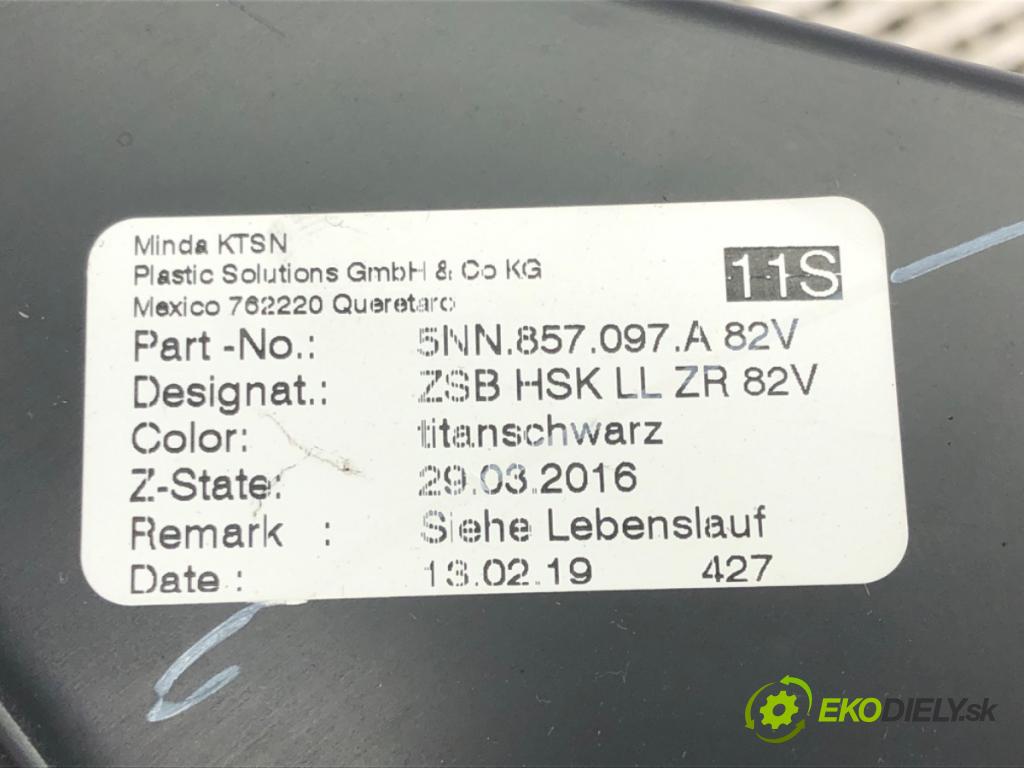 Minda KTSN
Plastic Solutions GmbH & Co KG
Mexico 762220 Queretaro
11S
Part -No.: 5NN.857.097.A 82V
Designat.: ZSB HSK LL ZR 82V
Color: titanschwarz
Z-State: 29.03.2016
Remark : Siehe Lebenslauf
Date : 13.02.19 427
EKODIELY.sk